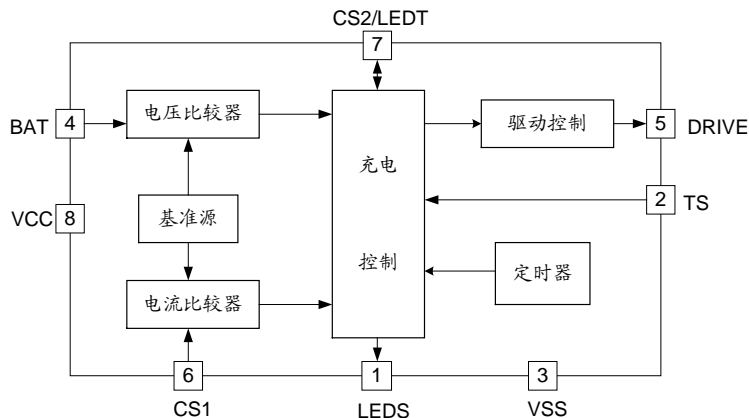 CS2/LEDT
7
BAT
4
电压比较器
驱动控制
5
DRIVE
充电
2
TS
VCC
8
基准源
控制
定时器
电流比较器
6
1
3
CS1
LEDS
VSS